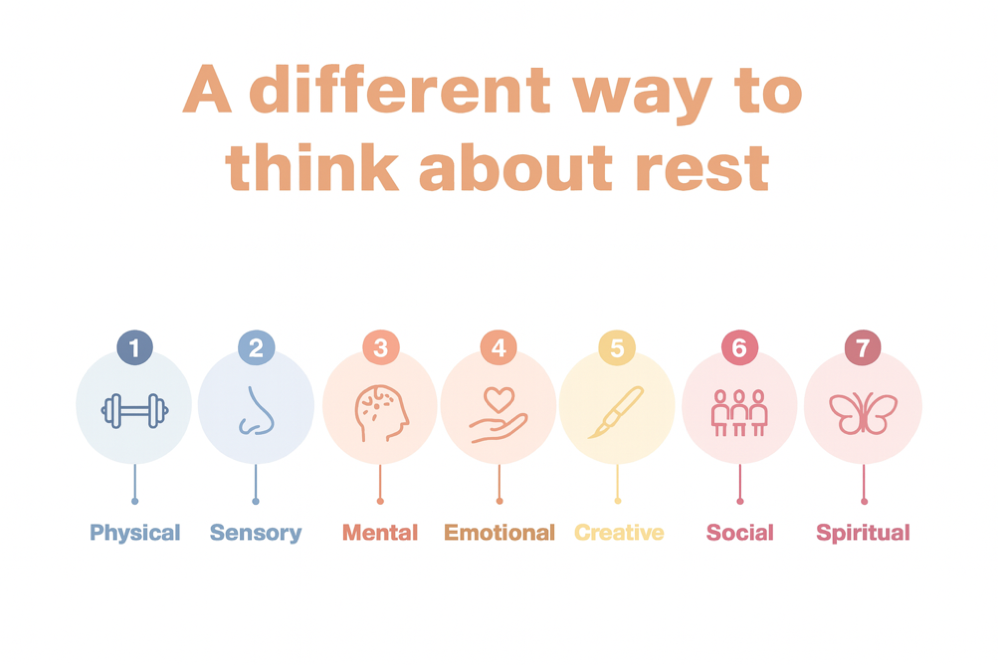 A different way to
think about rest
1 2 3 4 5 6 7
Physical Sensory Mental Emotional Creative Social Spiritual